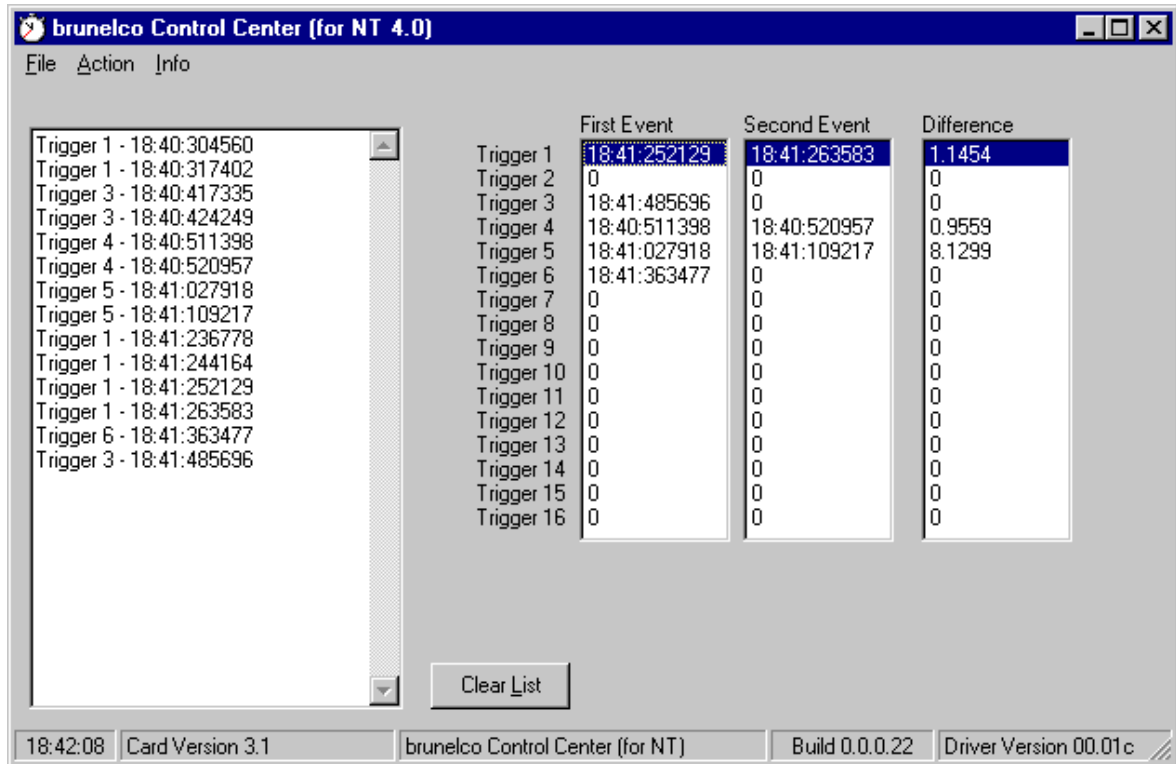 brunelco Control Center (for NT 4.0)
File Action Info
Trigger 1 - 18:40:304560
Trigger 1 - 18:40:317402
Trigger 3 - 18:40:417335
Trigger 3 - 18:40:424249
Trigger 4 - 18:40:511398
Trigger 4 - 18:40:520957
Trigger 5 - 18:41:027918
Trigger 5 - 18:41:109217
Trigger 1 - 18:41:236778
Trigger 1 - 18:41:244164
Trigger 1 - 18:41:252129
Trigger 1 - 18:41:263583
Trigger 6 - 18:41:363477
Trigger 3 - 18:41:485696
First Event Second Event Difference
Trigger 1 18:41:252129 18:41:263583 1.1454
Trigger 2 0 0 0
Trigger 3 18:41:485696 0 0
Trigger 4 18:40:511398 18:40:520957 0.9559
Trigger 5 18:41:027918 18:41:109217 8.1299
Trigger 6 18:41:363477 0 0
Trigger 7 0 0 0
Trigger 8 0 0 0
Trigger 9 0 0 0
Trigger 10 0 0 0
Trigger 11 0 0 0
Trigger 12 0 0 0
Trigger 13 0 0 0
Trigger 14 0 0 0
Trigger 15 0 0 0
Trigger 16 0 0 0
Clear List
18:42:08 Card Version 3.1 brunelco Control Center (for NT) Build 0.0.0.22 Driver Version 00.01c